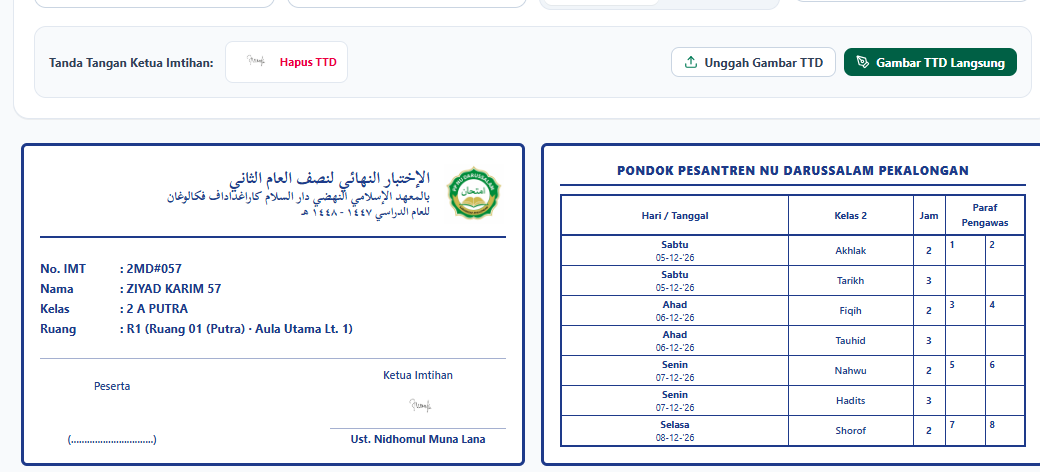 Tanda Tangan Ketua Imtihan:
Hapus TTD
Unggah Gambar TTD
Gambar TTD Langsung
الإختبار النهائي لنصف العام الثاني
بالمعهد الإسلامي النهضي دار السلام كاراغداداف فكالوغان
للعام الدراسي ١٤٤٧ - ١٤٤٨ هـ
امتحان
No. IMT : 2MD#057
Nama : ZIYAD KARIM 57
Kelas : 2 A PUTRA
Ruang : R1 (Ruang 01 (Putra) · Aula Utama Lt. 1)
Peserta
(..............................)
Ketua Imtihan
Ust. Nidhomul Muna Lana
PONDOK PESANTREN NU DARUSSALAM PEKALONGAN
Hari / Tanggal Kelas 2 Jam Paraf Pengawas
Sabtu
05-12-'26 Akhlak 2 1 2
Sabtu
05-12-'26 Tarikh 3
Ahad
06-12-'26 Fiqih 2 3 4
Ahad
06-12-'26 Tauhid 3
Senin
07-12-'26 Nahwu 2 5 6
Senin
07-12-'26 Hadits 3
Selasa
08-12-'26 Shorof 2 7 8